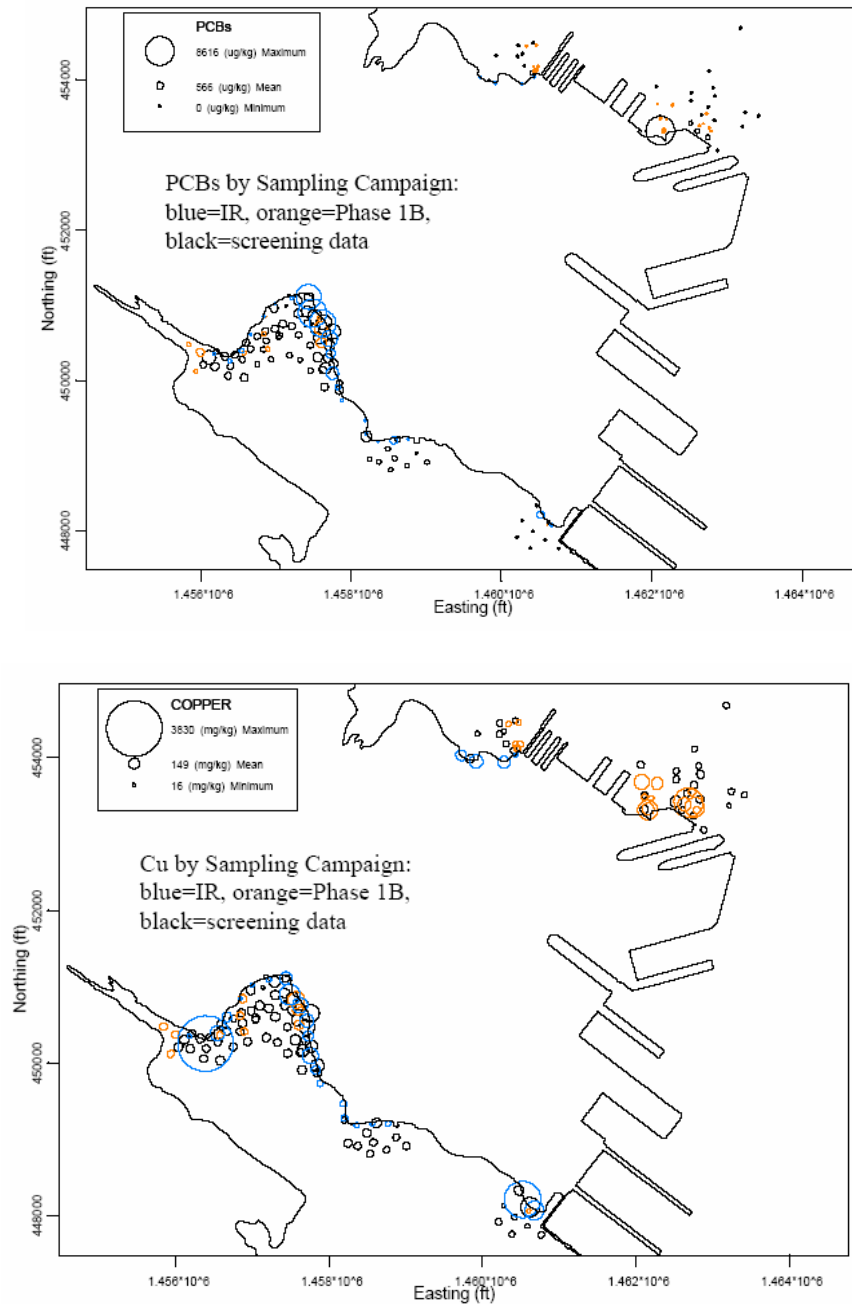 PCBs
8616 (ug/kg) Maximum
566 (ug/kg) Mean
0 (ug/kg) Minimum
PCBs by Sampling Campaign:
blue=IR, orange=Phase 1B,
black=screening data
Northing (ft)
454000
452000
450000
448000
1.456*10^6
1.458*10^6
1.460*10^6
1.462*10^6
1.464*10^6
Easting (ft)
COPPER
3830 (mg/kg) Maximum
149 (mg/kg) Mean
16 (mg/kg) Minimum
Cu by Sampling Campaign:
blue=IR, orange=Phase 1B,
black=screening data
Northing (ft)
454000
452000
450000
448000
1.456*10^6
1.458*10^6
1.460*10^6
1.462*10^6
1.464*10^6
Easting (ft)